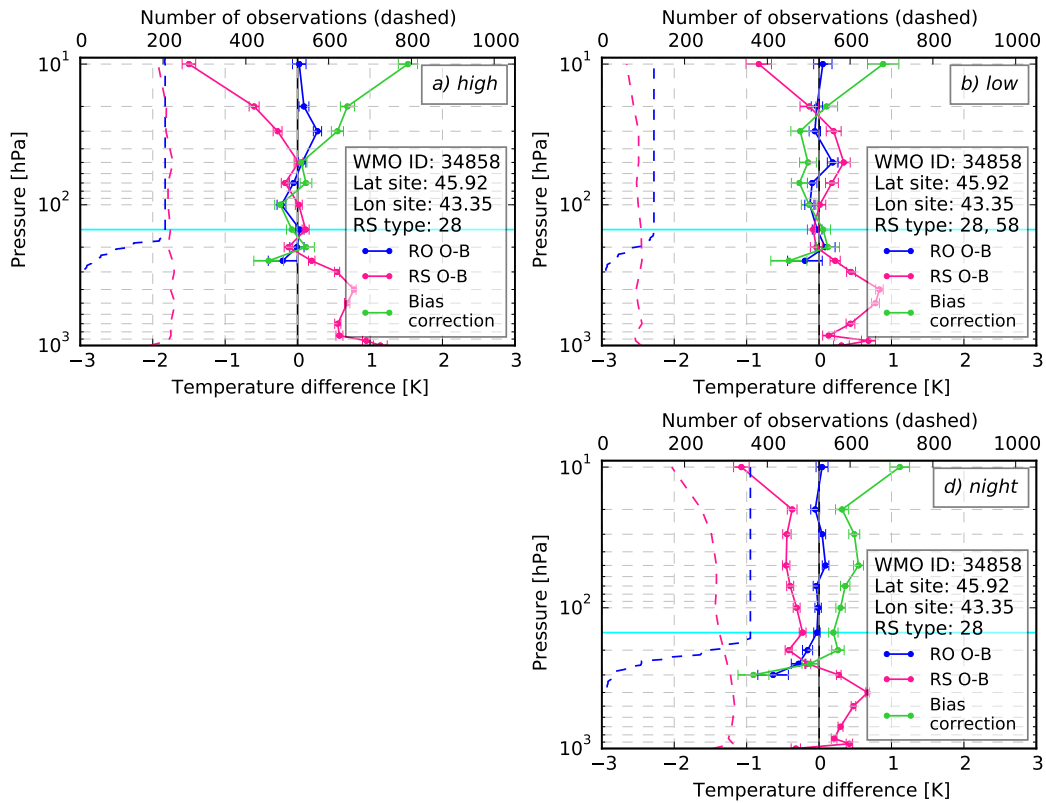 Number of observations (dashed)
0 200 400 600 800 1000
10¹
10²
10³
Pressure [hPa]
a) high
WMO ID: 34858
Lat site: 45.92
Lon site: 43.35
RS type: 28
RO O-B
RS O-B
Bias
correction
−3 −2 −1 0 1 2 3
Temperature difference [K]
Number of observations (dashed)
0 200 400 600 800 1000
10¹
10²
10³
Pressure [hPa]
b) low
WMO ID: 34858
Lat site: 45.92
Lon site: 43.35
RS type: 28, 58
RO O-B
RS O-B
Bias
correction
−3 −2 −1 0 1 2 3
Temperature difference [K]
Number of observations (dashed)
0 200 400 600 800 1000
10¹
10²
10³
Pressure [hPa]
d) night
WMO ID: 34858
Lat site: 45.92
Lon site: 43.35
RS type: 28
RO O-B
RS O-B
Bias
correction
−3 −2 −1 0 1 2 3
Temperature difference [K]